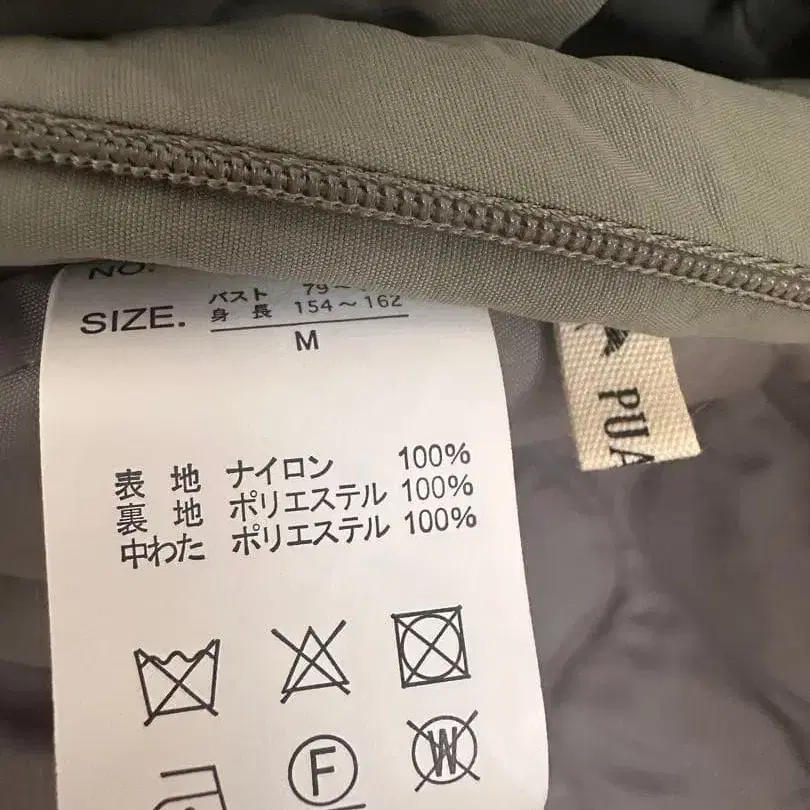 NO.
バスト 79～
SIZE. 身長 154～162
M
表地 ナイロン 100%
裏地 ポリエステル 100%
中わた ポリエステル 100%
F
W
PUA